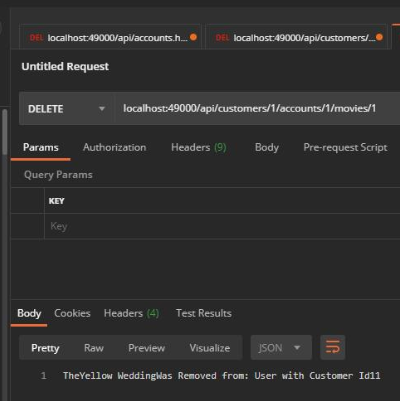 DEL localhost:49000/api/accounts.h...
DEL localhost:49000/api/customers/...
Untitled Request
DELETE localhost:49000/api/customers/1/accounts/1/movies/1
Params Authorization Headers (9) Body Pre-request Script
Query Params
KEY
Key
Body Cookies Headers (4) Test Results
Pretty Raw Preview Visualize JSON
1 TheYellow WeddingWas Removed from: User with Customer Id11